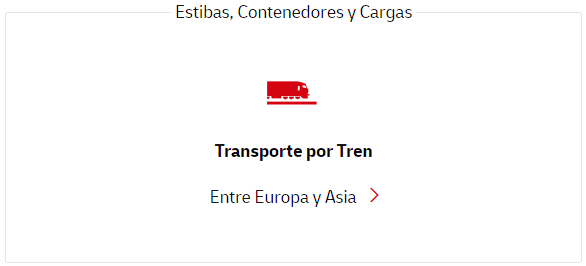 Estibas, Contenedores y Cargas
Transporte por Tren
Entre Europa y Asia